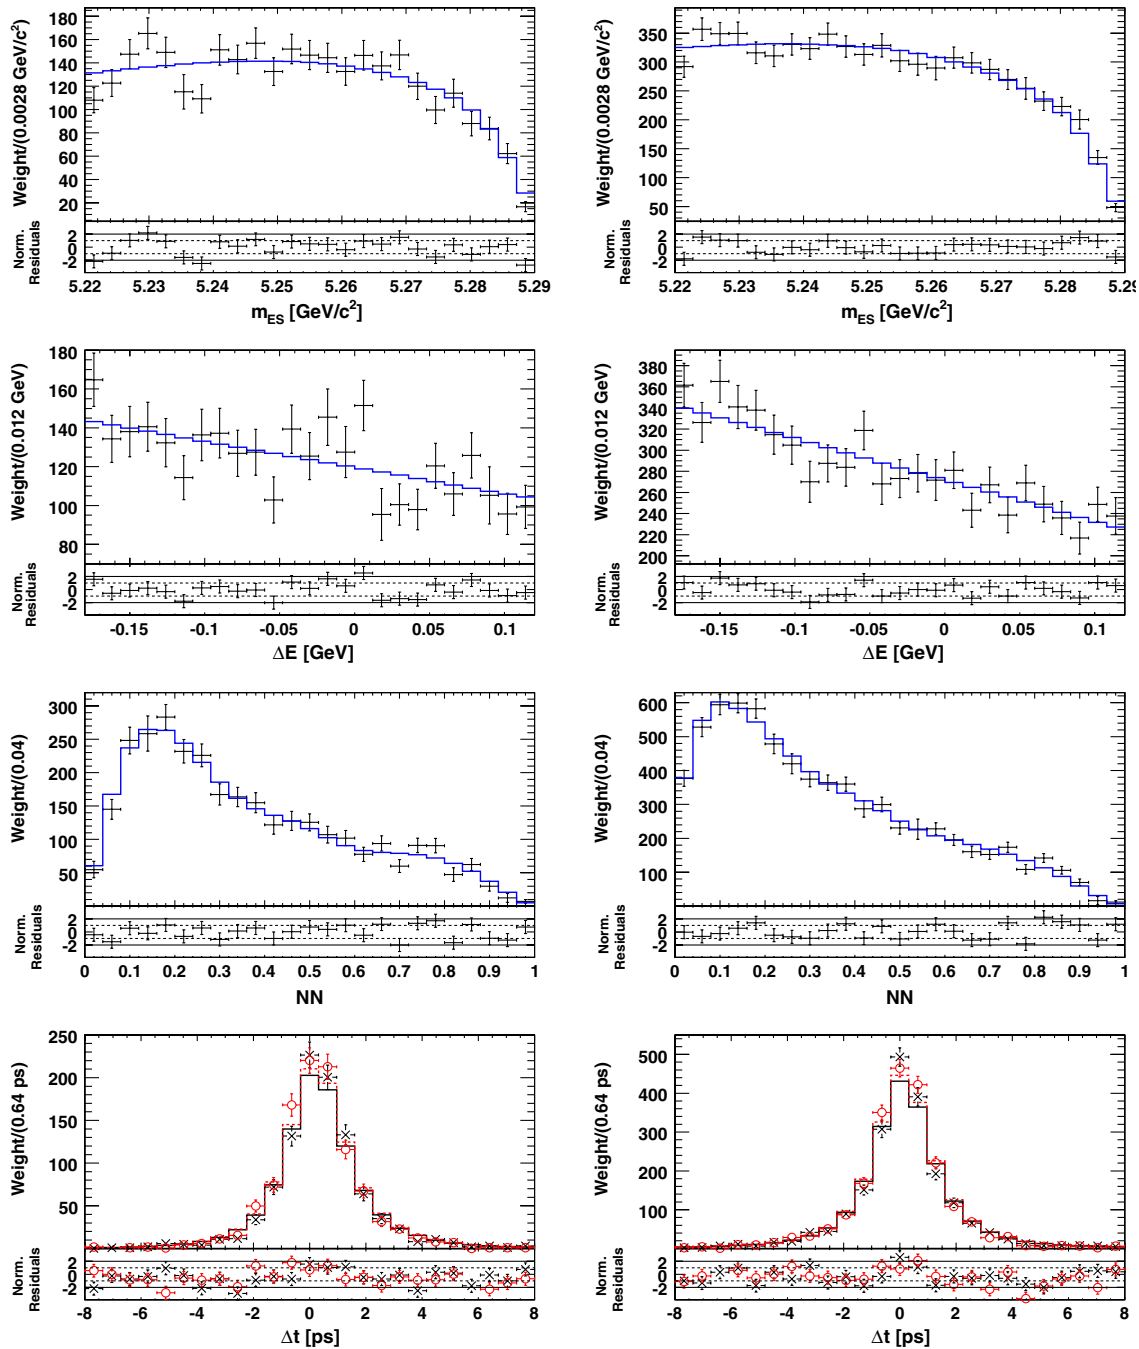 Weight/(0.0028 GeV/c²)
180
160
140
120
100
80
60
40
20
Norm. Residuals
2
0
-2
5.22 5.23 5.24 5.25 5.26 5.27 5.28 5.29
m_ES [GeV/c²]
Weight/(0.0028 GeV/c²)
350
300
250
200
150
100
50
Norm. Residuals
2
0
-2
5.22 5.23 5.24 5.25 5.26 5.27 5.28 5.29
m_ES [GeV/c²]
Weight/(0.012 GeV)
180
160
140
120
100
80
Norm. Residuals
2
0
-2
-0.15 -0.1 -0.05 0 0.05 0.1
ΔE [GeV]
Weight/(0.012 GeV)
380
360
340
320
300
280
260
240
220
200
Norm. Residuals
2
0
-2
-0.15 -0.1 -0.05 0 0.05 0.1
ΔE [GeV]
Weight/(0.04)
300
250
200
150
100
50
Norm. Residuals
2
0
-2
0 0.1 0.2 0.3 0.4 0.5 0.6 0.7 0.8 0.9 1
NN
Weight/(0.04)
600
500
400
300
200
100
Norm. Residuals
2
0
-2
0 0.1 0.2 0.3 0.4 0.5 0.6 0.7 0.8 0.9 1
NN
Weight/(0.64 ps)
250
200
150
100
50
Norm. Residuals
2
0
-2
-8 -6 -4 -2 0 2 4 6 8
Δt [ps]
Weight/(0.64 ps)
500
400
300
200
100
Norm. Residuals
2
0
-2
-8 -6 -4 -2 0 2 4 6 8
Δt [ps]